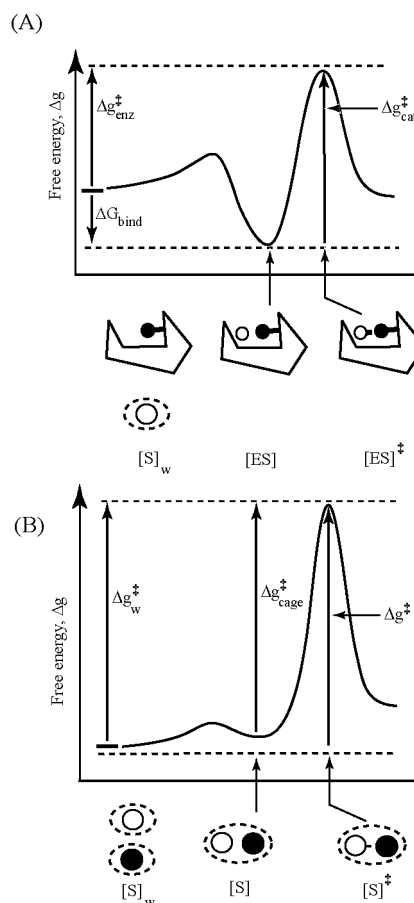 (A)
Free energy, Δg
Δg‡enz
ΔGbind
Δg‡cat
[S]w
[ES]
[ES]‡
(B)
Free energy, Δg
Δg‡w
Δg‡cage
Δg‡
[S]w
[S]
[S]‡